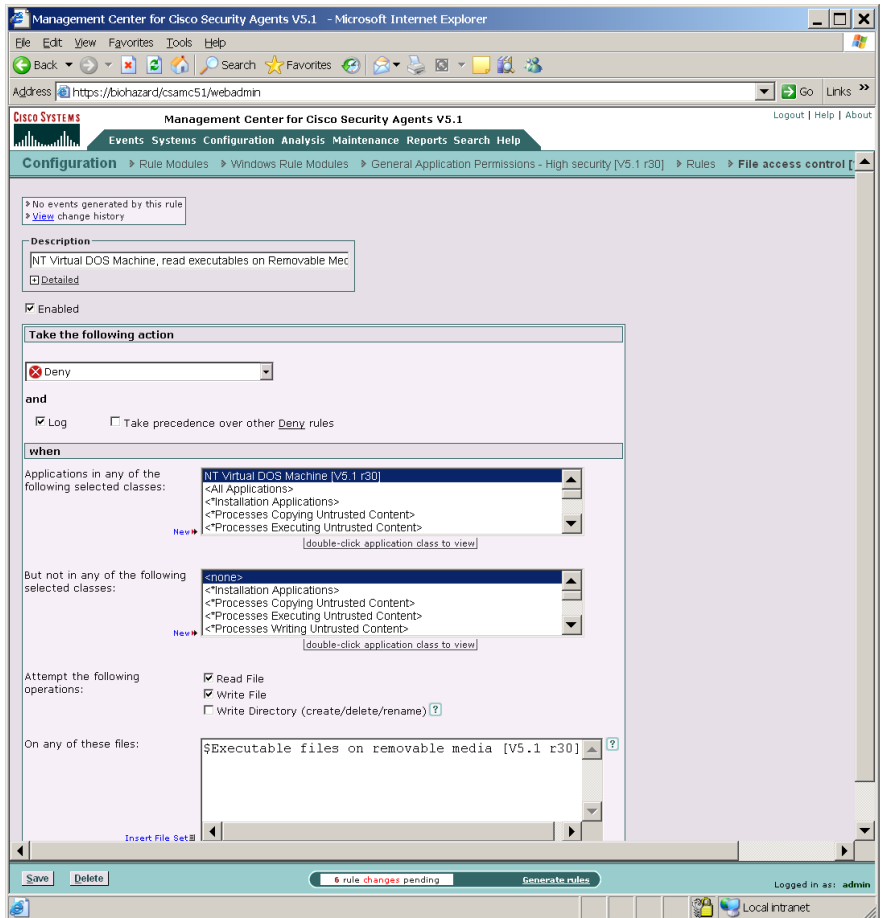 Management Center for Cisco Security Agents V5.1 - Microsoft Internet Explorer
File Edit View Favorites Tools Help
Back Search Favorites
Address https://biohazard/csamc51/webadmin Go Links »
CISCO SYSTEMS
Management Center for Cisco Security Agents V5.1
Logout | Help | About
Events Systems Configuration Analysis Maintenance Reports Search Help
Configuration Rule Modules Windows Rule Modules General Application Permissions - High security [V5.1 r30] Rules File access control [
No events generated by this rule
View change history
Description
NT Virtual DOS Machine, read executables on Removable Med
Detailed
Enabled
Take the following action
Deny
and
Log Take precedence over other Deny rules
when
Applications in any of the following selected classes:
NT Virtual DOS Machine [V5.1 r30]
<All Applications>
<*Installation Applications>
<*Processes Copying Untrusted Content>
<*Processes Executing Untrusted Content>
New
double-click application class to view
But not in any of the following selected classes:
<none>
<*Installation Applications>
<*Processes Copying Untrusted Content>
<*Processes Executing Untrusted Content>
<*Processes Writing Untrusted Content>
New
double-click application class to view
Attempt the following operations:
Read File
Write File
Write Directory (create/delete/rename) ?
On any of these files:
$Executable files on removable media [V5.1 r30]
?
Insert File Set
Save Delete
6 rule changes pending Generate rules
Logged in as: admin
Local intranet